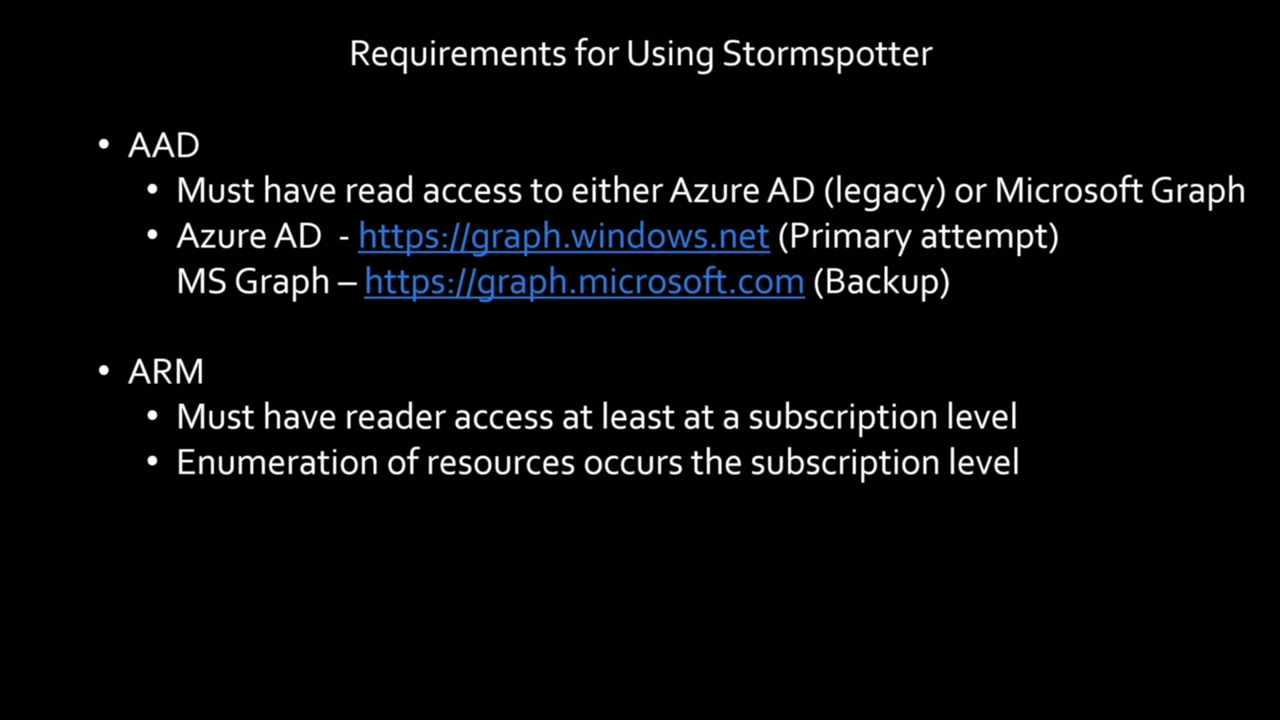 Requirements for Using Stormspotter
• AAD
• Must have read access to either Azure AD (legacy) or Microsoft Graph
• Azure AD - https://graph.windows.net (Primary attempt)
MS Graph – https://graph.microsoft.com (Backup)
• ARM
• Must have reader access at least at a subscription level
• Enumeration of resources occurs the subscription level